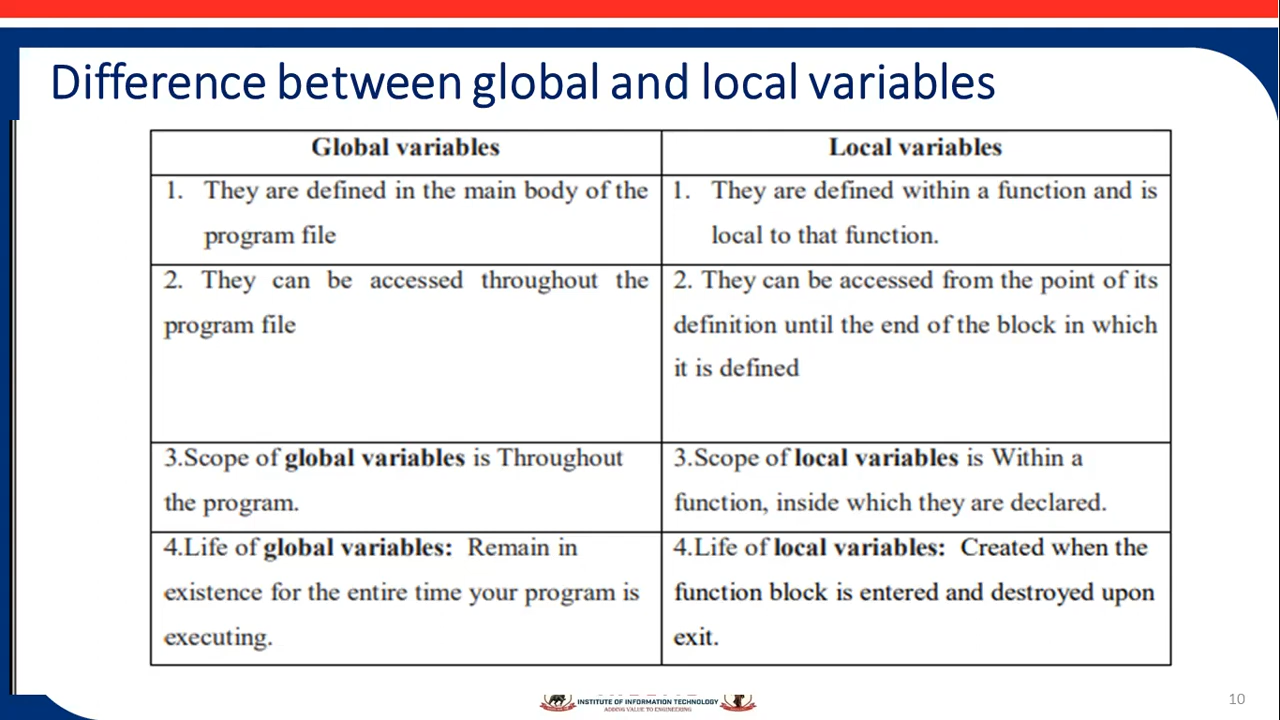 Difference between global and local variables
Global variables
Local variables
1. They are defined in the main body of the
program file
1. They are defined within a function and is
local to that function.
2. They can be accessed throughout the
program file
2. They can be accessed from the point of its
definition until the end of the block in which
it is defined
3.Scope of global variables is Throughout
the program.
3.Scope of local variables is Within a
function, inside which they are declared.
4.Life of global variables: Remain in
existence for the entire time your program is
executing.
4.Life of local variables: Created when the
function block is entered and destroyed upon
exit.
INSTITUTE OF INFORMATION TECHNOLOGY
ADDING VALUE TO ENGINEERING
10